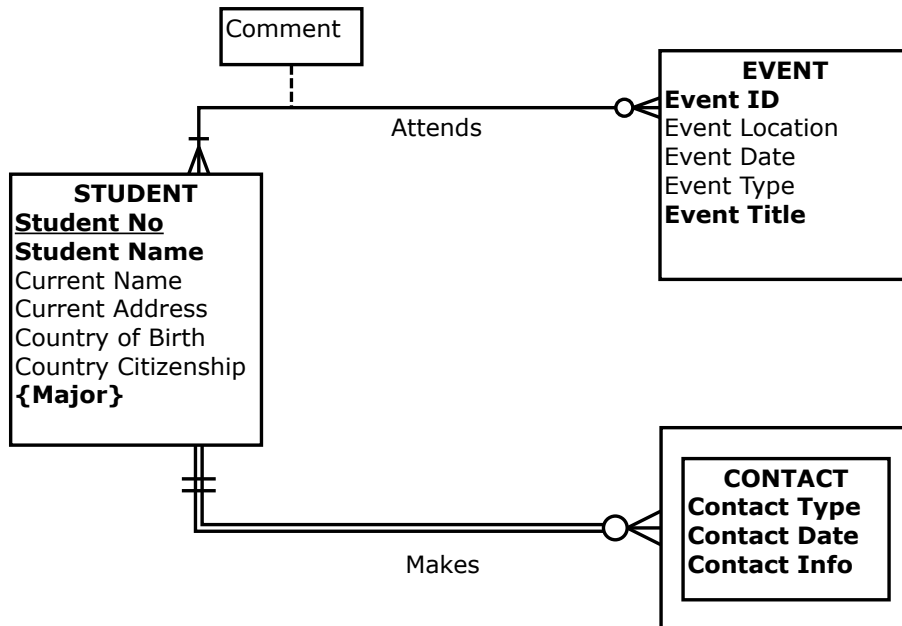 Comment
Attends
EVENT
Event ID
Event Location
Event Date
Event Type
Event Title
STUDENT
Student No
Student Name
Current Name
Current Address
Country of Birth
Country Citizenship
{Major}
Makes
CONTACT
Contact Type
Contact Date
Contact Info